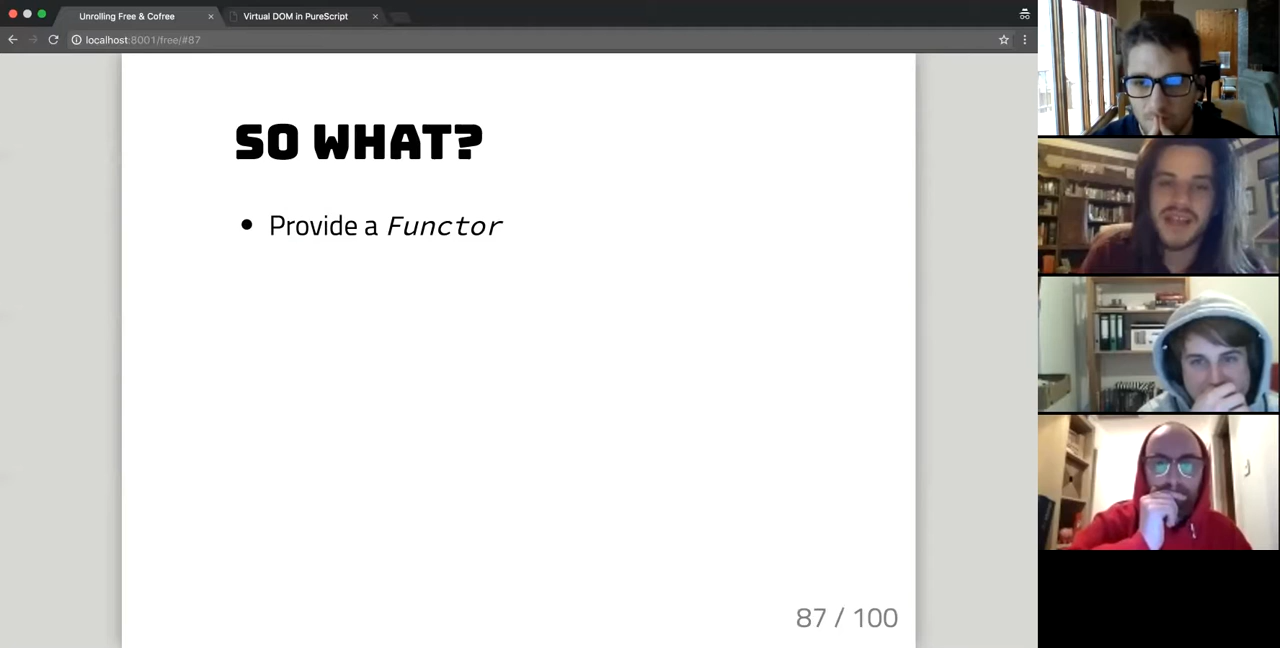 Unrolling Free & Cofree
Virtual DOM in PureScript
localhost:8001/free/#87
SO WHAT?
• Provide a Functor
87 / 100